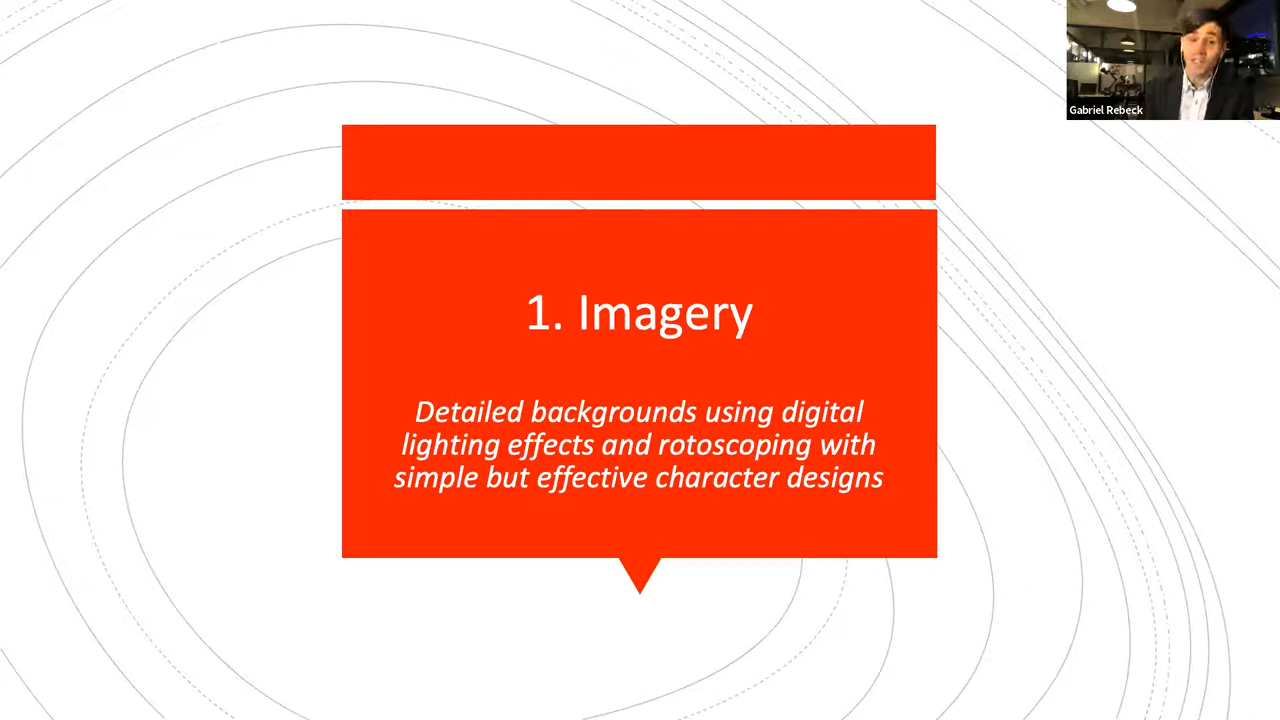 Gabriel Rebeck
1. Imagery
Detailed backgrounds using digital
lighting effects and rotoscoping with
simple but effective character designs